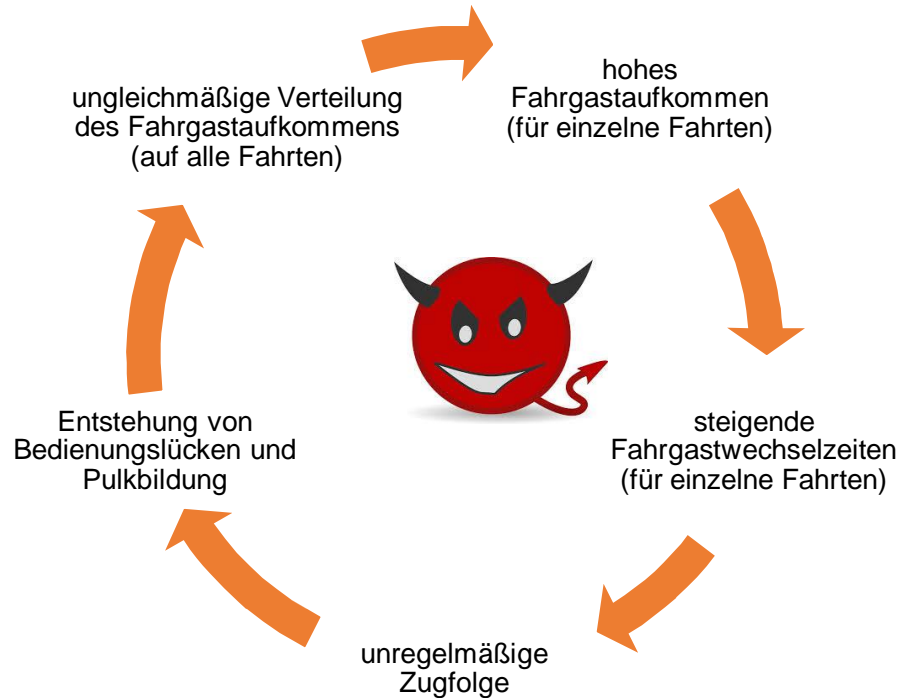 hohes
Fahrgastaufkommen
(für einzelne Fahrten)
steigende
Fahrgastwechselzeiten
(für einzelne Fahrten)
unregelmäßige
Zugfolge
Entstehung von
Bedienungslücken und
Pulkbildung
ungleichmäßige Verteilung
des Fahrgastaufkommens
(auf alle Fahrten)